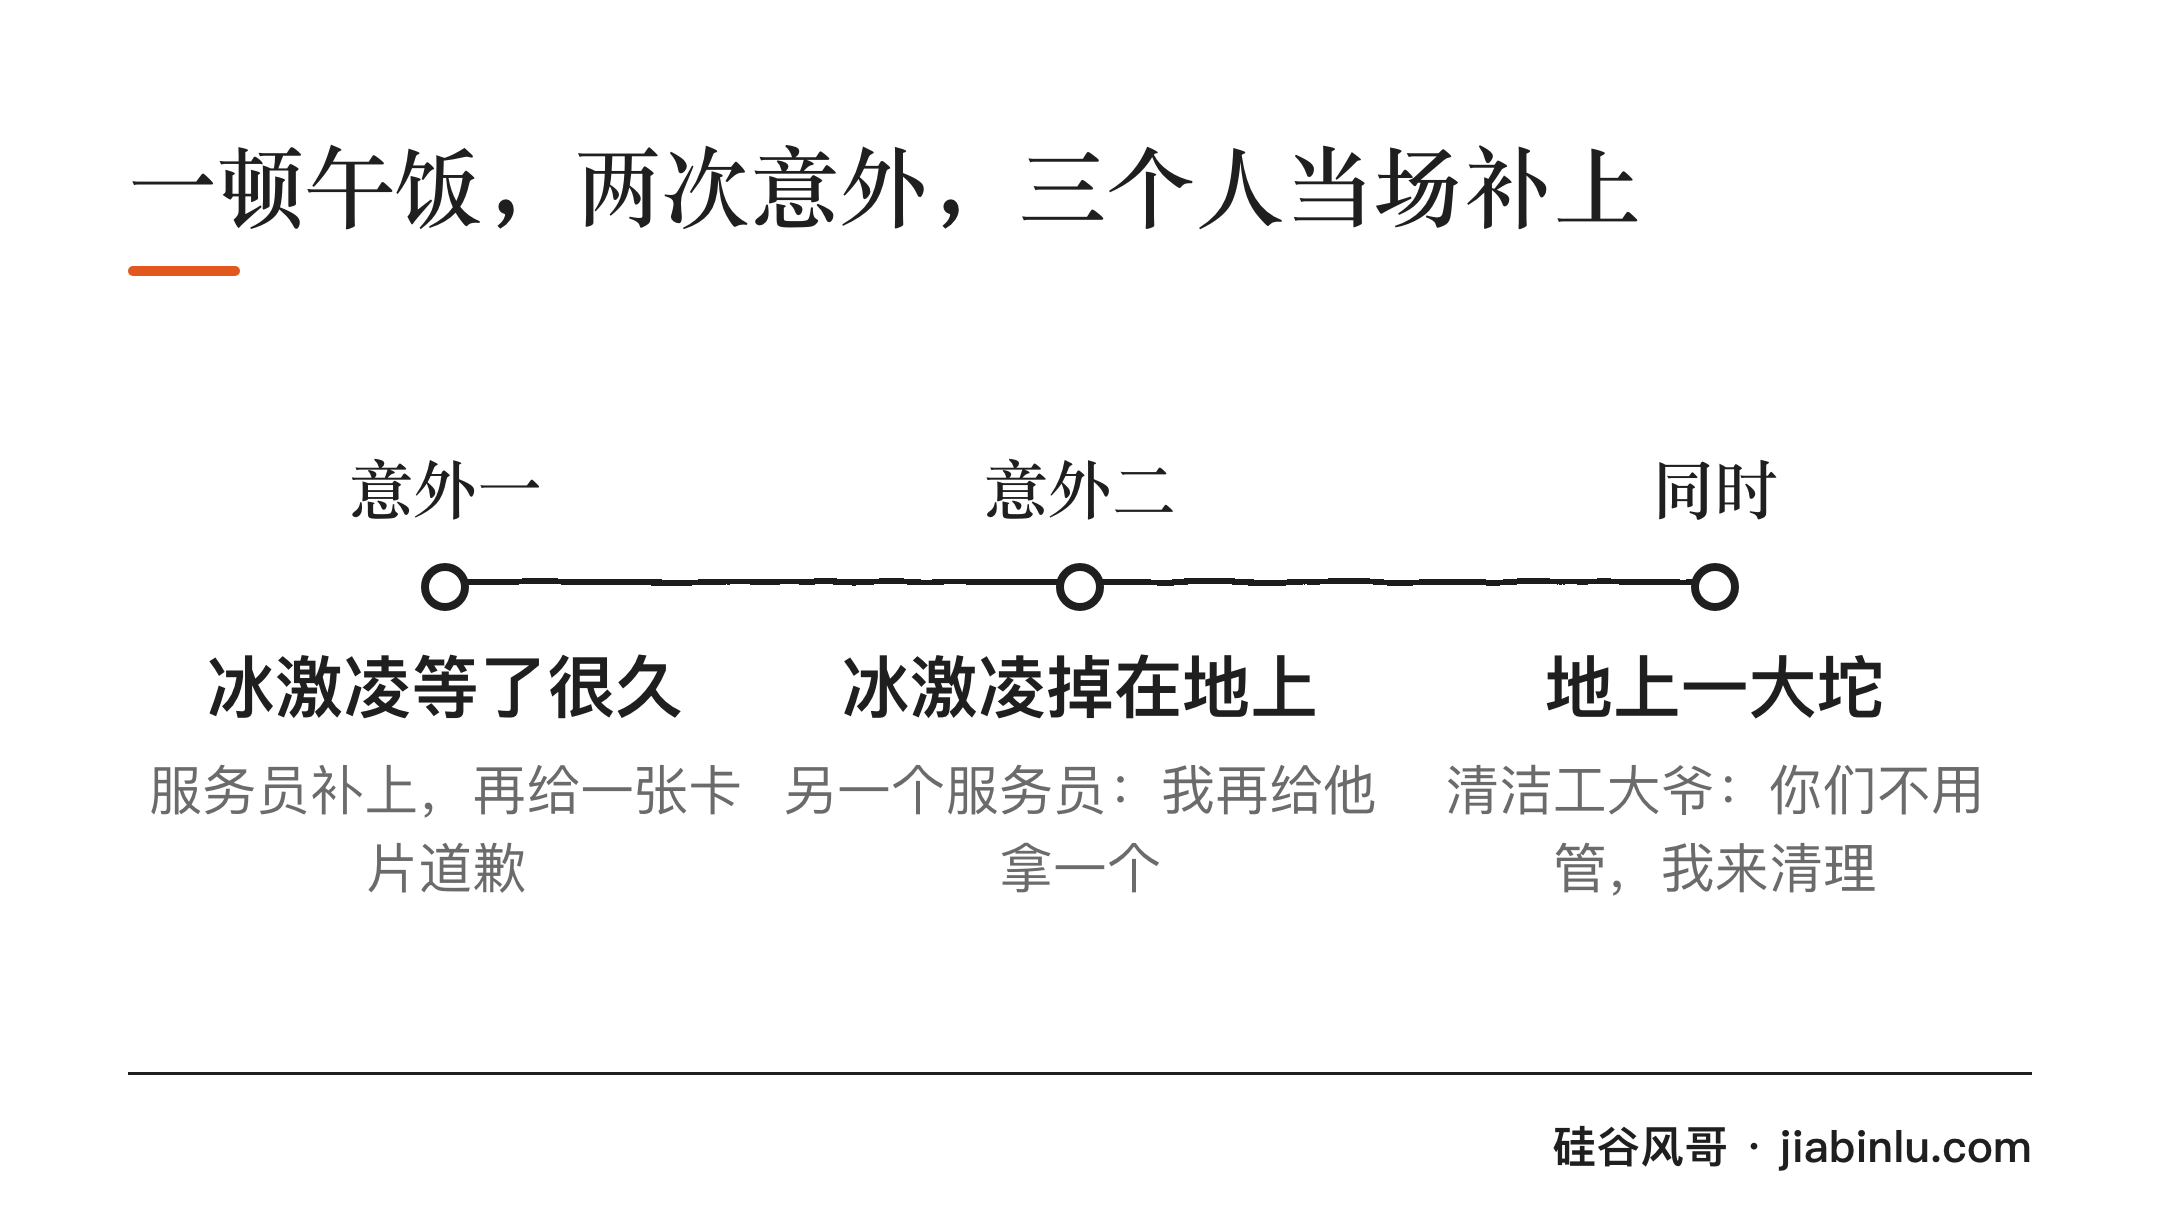 一顿午饭，两次意外，三个人当场补上
意外一
冰激凌等了很久
服务员补上，再给一张卡
片道歉
意外二
冰激凌掉在地上
另一个服务员：我再给他
拿一个
同时
地上一大坨
清洁工大爷：你们不用
管，我来清理
硅谷风哥 · jiabinlu.com